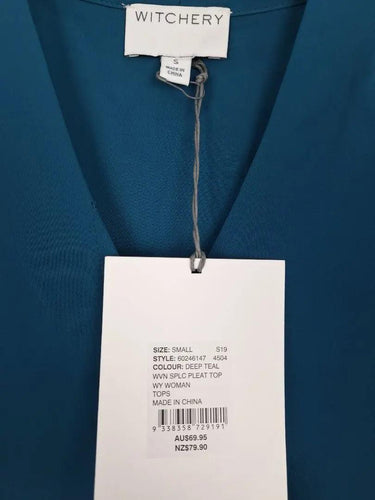 WITCHERY
S
MADE IN
CHINA
SIZE: SMALL S19
STYLE: 60246147 4504
COLOUR: DEEP TEAL
WVN SPLC PLEAT TOP
WY WOMAN
TOPS
MADE IN CHINA
9 338358 729191
AU$69.95
NZ$79.90